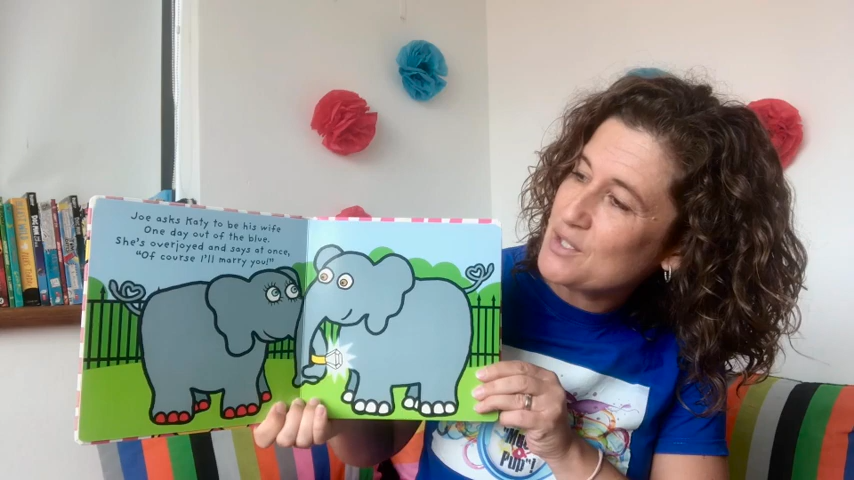 Joe asks Katy to be his wife
One day out of the blue.
She's overjoyed and says at once,
"Of course I'll marry you!"
Pup"!